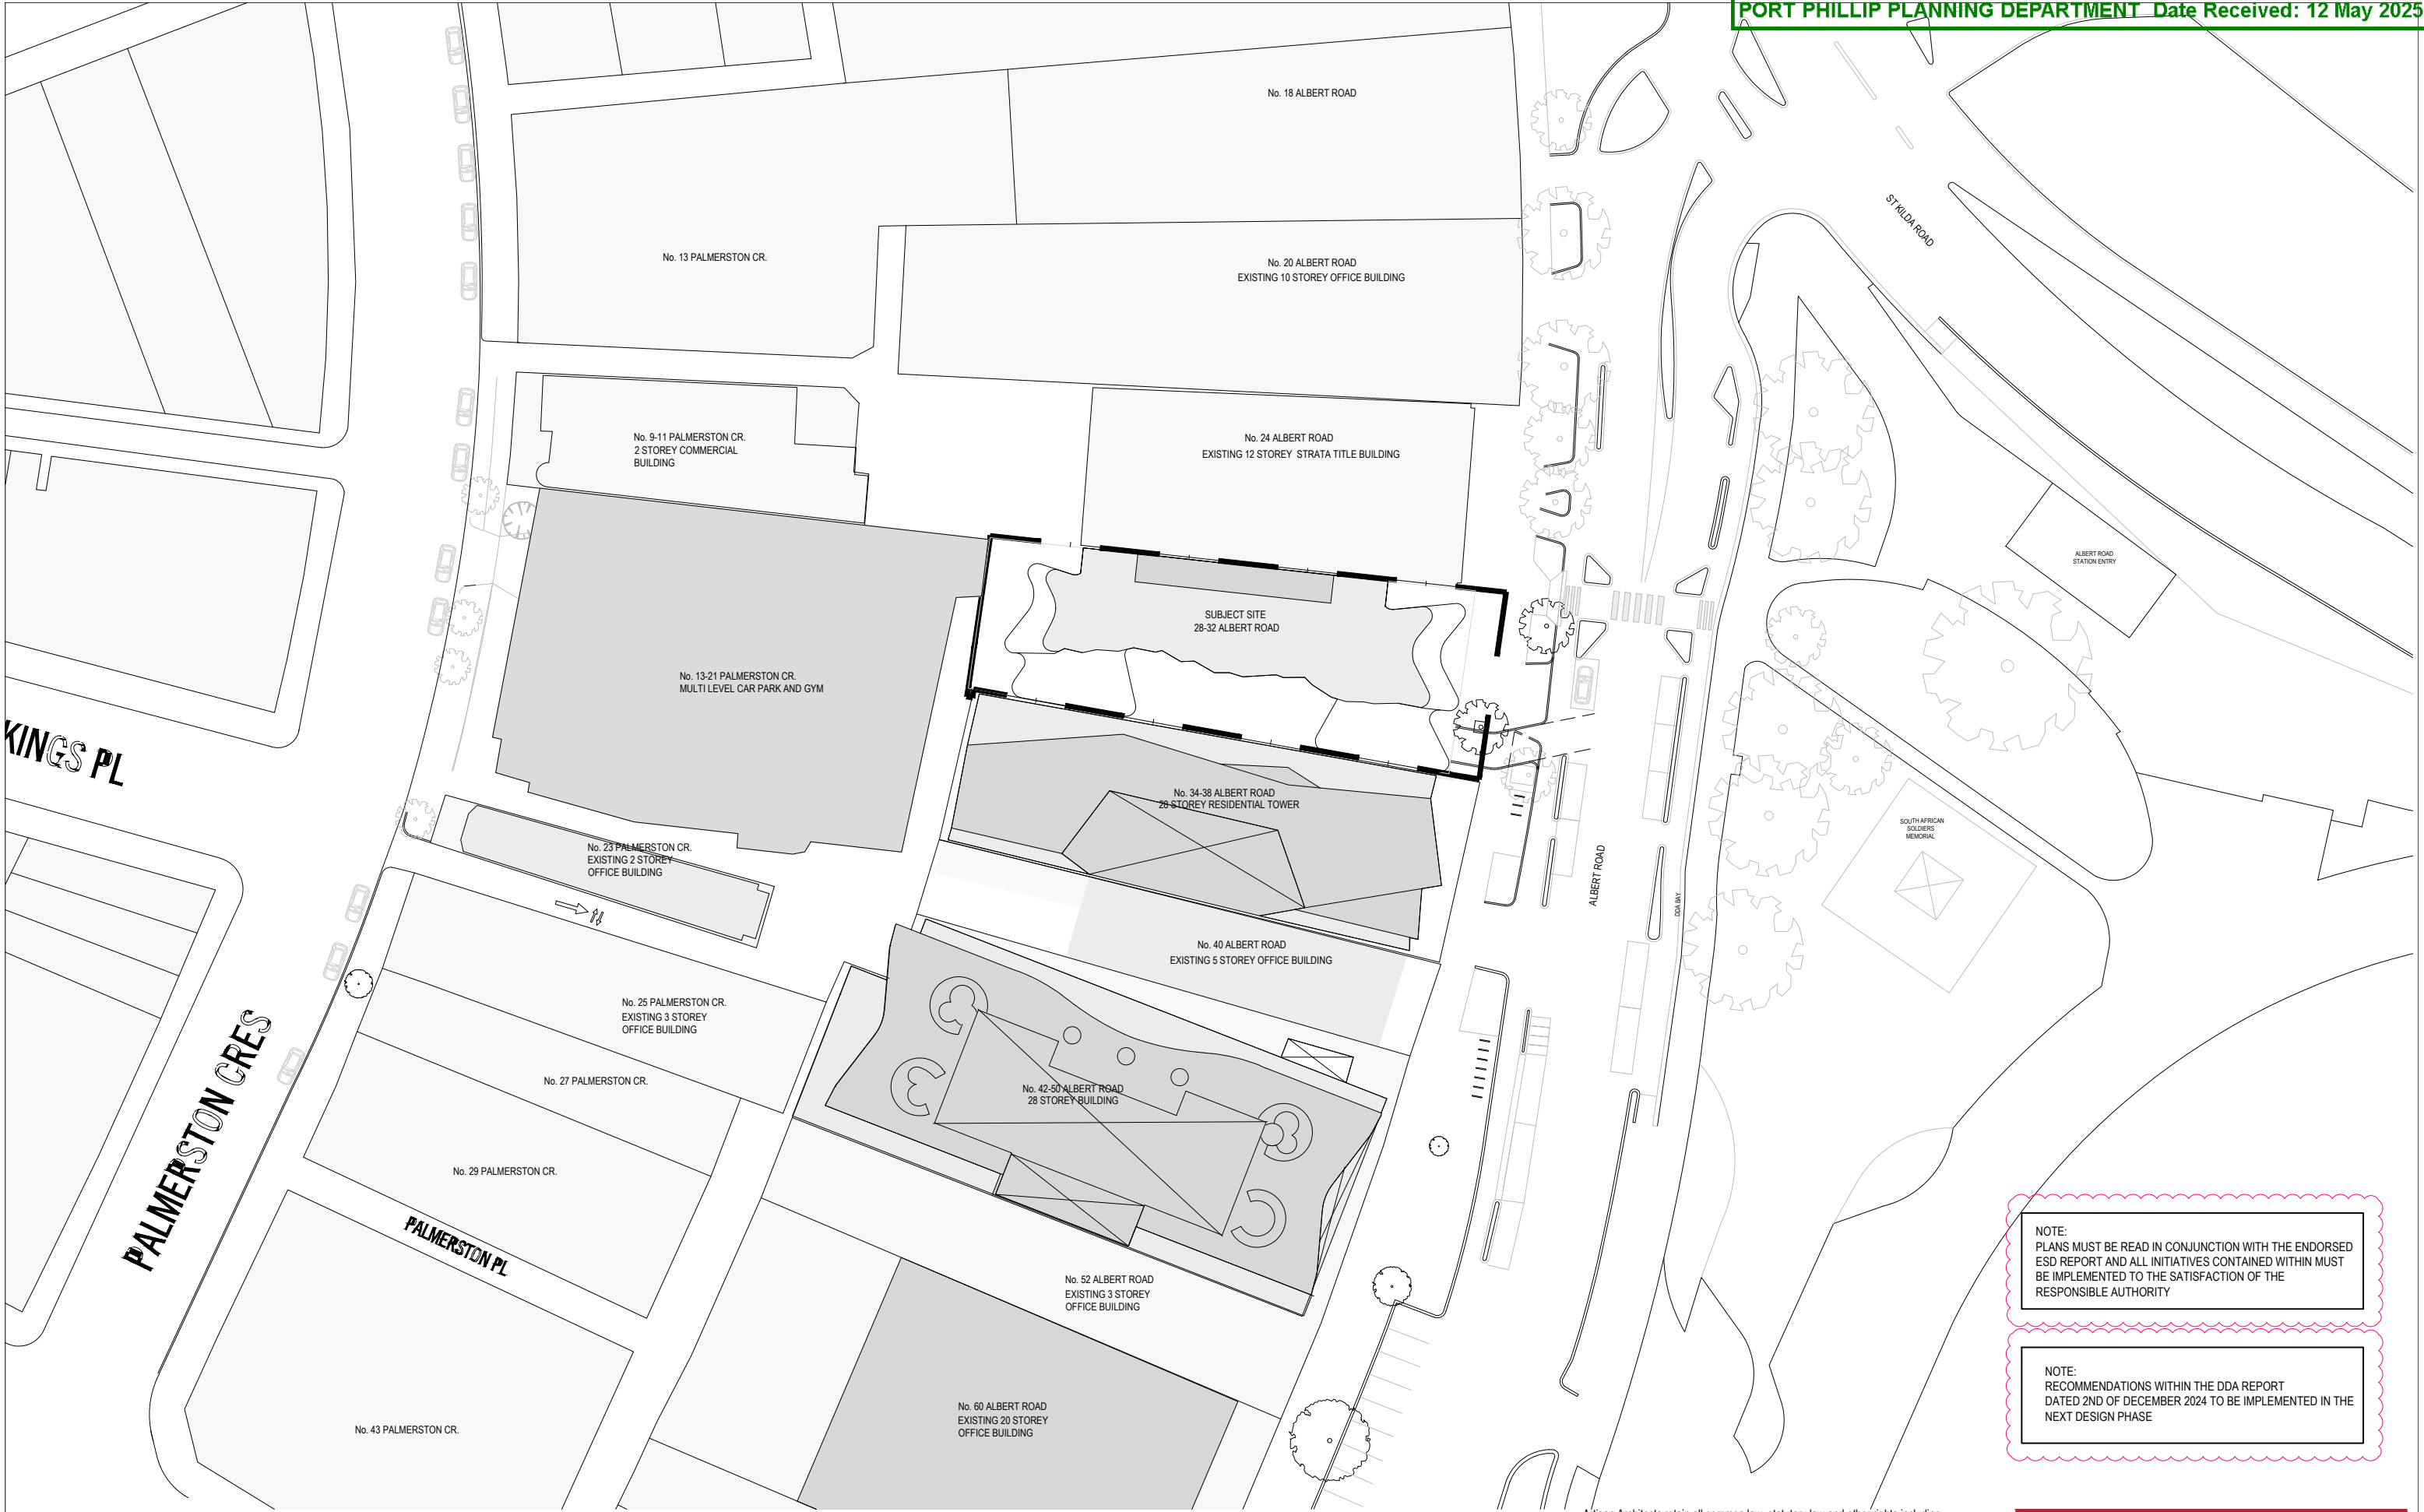 PORT PHILLIP PLANNING DEPARTMENT Date Received: 12 May 2025
No. 18 ALBERT ROAD
ST KILDA ROAD
No. 13 PALMERSTON CR.
No. 20 ALBERT ROAD
EXISTING 10 STOREY OFFICE BUILDING
No. 9-11 PALMERSTON CR.
2 STOREY COMMERCIAL
BUILDING
No. 24 ALBERT ROAD
EXISTING 12 STOREY STRATA TITLE BUILDING
ALBERT ROAD
STATION ENTRY
SUBJECT SITE
28-32 ALBERT ROAD
No. 13-21 PALMERSTON CR.
MULTI LEVEL CAR PARK AND GYM
KINGS PL
No. 34-38 ALBERT ROAD
28 STOREY RESIDENTIAL TOWER
SOUTH AFRICAN
SOLDIERS
MEMORIAL
No. 23 PALMERSTON CR.
EXISTING 2 STOREY
OFFICE BUILDING
ALBERT ROAD
DDA BAY
No. 40 ALBERT ROAD
EXISTING 5 STOREY OFFICE BUILDING
No. 25 PALMERSTON CR.
EXISTING 3 STOREY
OFFICE BUILDING
PALMERSTON CRES
No. 27 PALMERSTON CR.
No. 42-50 ALBERT ROAD
28 STOREY BUILDING
No. 29 PALMERSTON CR.
PALMERSTON PL
No. 52 ALBERT ROAD
EXISTING 3 STOREY
OFFICE BUILDING
No. 60 ALBERT ROAD
EXISTING 20 STOREY
OFFICE BUILDING
No. 43 PALMERSTON CR.
NOTE:
PLANS MUST BE READ IN CONJUNCTION WITH THE ENDORSED
ESD REPORT AND ALL INITIATIVES CONTAINED WITHIN MUST
BE IMPLEMENTED TO THE SATISFACTION OF THE
RESPONSIBLE AUTHORITY
NOTE:
RECOMMENDATIONS WITHIN THE DDA REPORT
DATED 2ND OF DECEMBER 2024 TO BE IMPLEMENTED IN THE
NEXT DESIGN PHASE